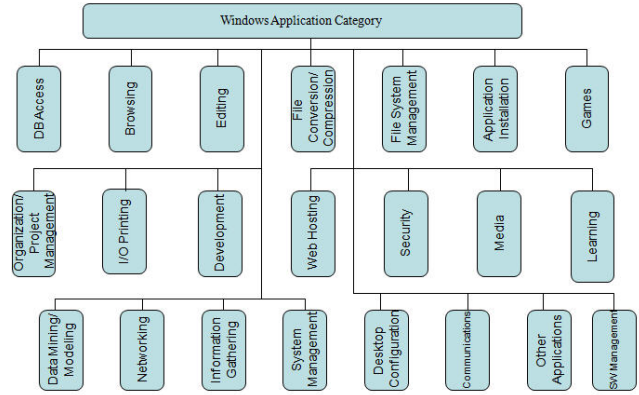 Windows Application Category
DB Access
Browsing
Editing
File
Conversion/
Compression
File System
Management
Application
Installation
Games
Organization/
Project
Management
I/O Printing
Development
Web Hosting
Security
Media
Learning
Data Mining/
Modeling
Networking
Information
Gathering
System
Management
Desktop
Configuration
Communications
Other
Applications
SW Management